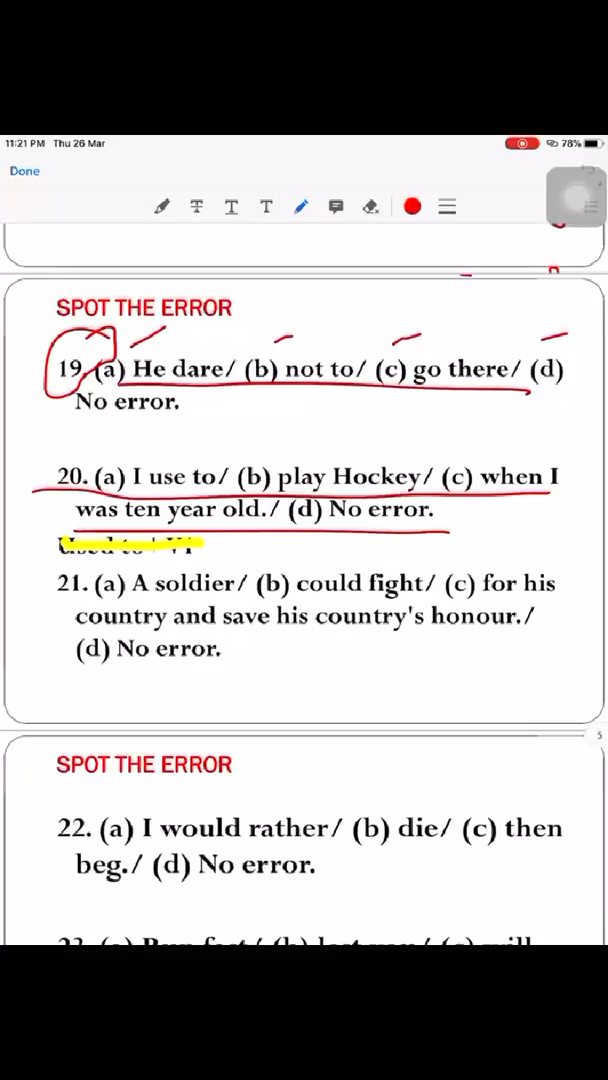 11:21 PM Thu 26 Mar
78%
Done
SPOT THE ERROR
19. (a) He dare/ (b) not to/ (c) go there/ (d)
No error.
20. (a) I use to/ (b) play Hockey/ (c) when I
was ten year old./ (d) No error.
21. (a) A soldier/ (b) could fight/ (c) for his
country and save his country's honour./
(d) No error.
5
SPOT THE ERROR
22. (a) I would rather/ (b) die/ (c) then
beg./ (d) No error.